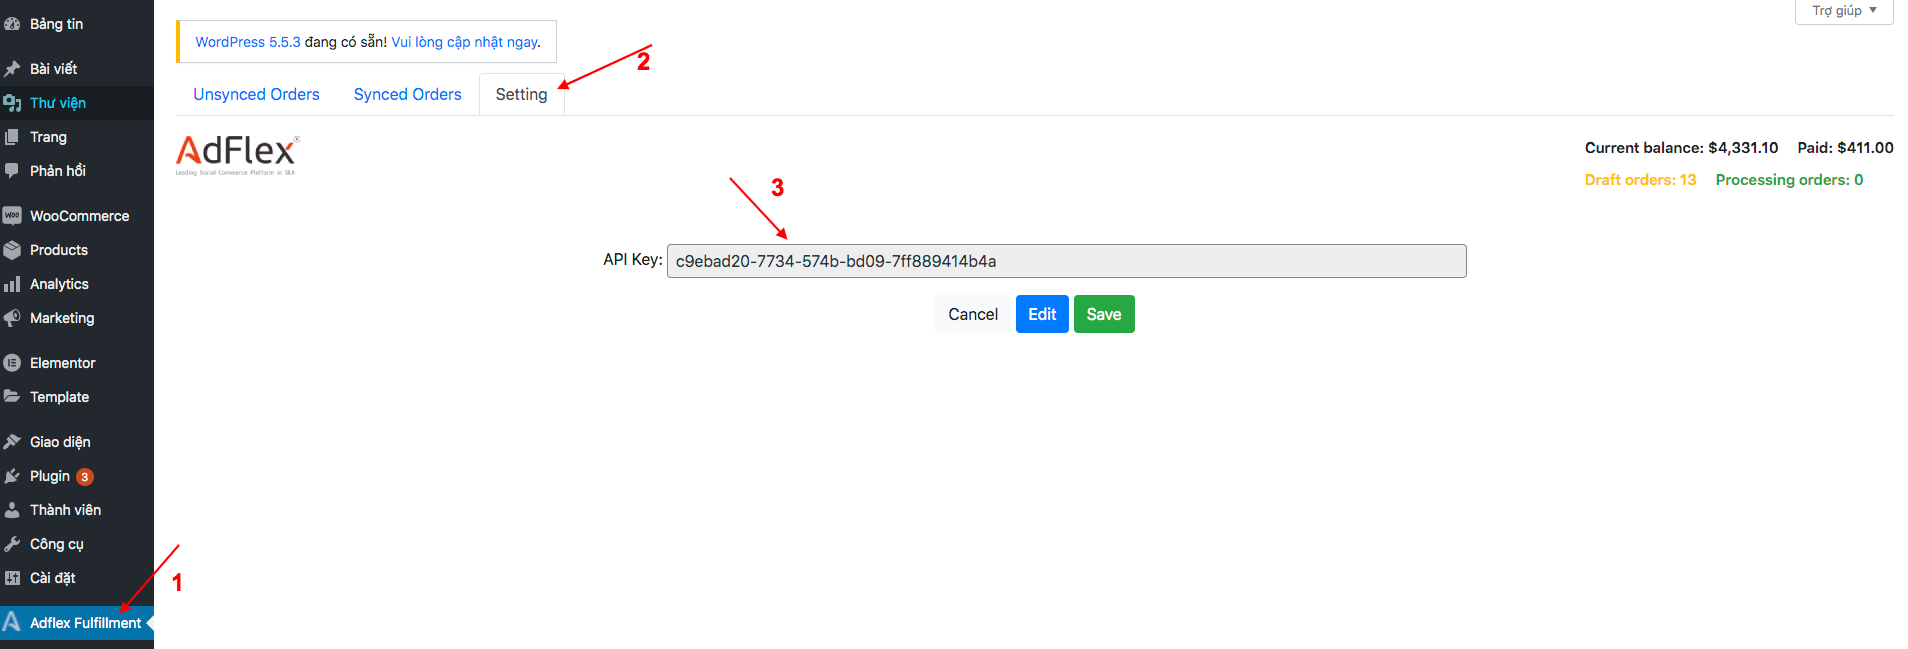 Bảng tin
Bài viết
Thư viện
Trang
Phản hồi
Woo WooCommerce
Products
Analytics
Marketing
Elementor
Template
Giao diện
Plugin 3
Thành viên
Công cụ
Cài đặt
Adflex Fulfillment
1
Trợ giúp
WordPress 5.5.3 đang có sẵn! Vui lòng cập nhật ngay.
2
Unsynced Orders Synced Orders Setting
AdFlex®
Leading Social Commerce Platform in SEA
Current balance: $4,331.10 Paid: $411.00
Draft orders: 13 Processing orders: 0
3
API Key: c9ebad20-7734-574b-bd09-7ff889414b4a
Cancel Edit Save